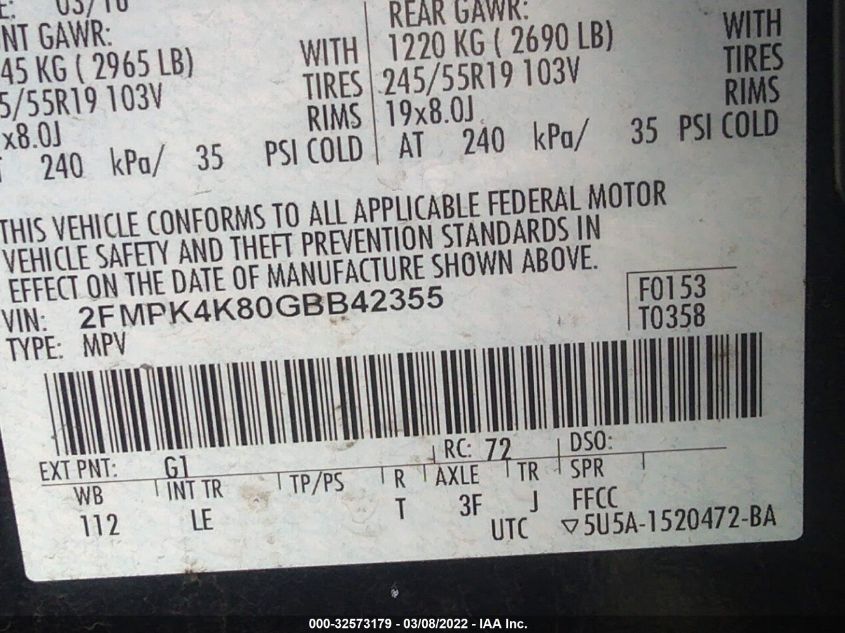 E: 03/16
NT GAWR:
45 KG ( 2965 LB)
WITH
5/55R19 103V
TIRES
x8.0J
RIMS
240 kPa/ 35 PSI COLD
REAR GAWR:
1220 KG ( 2690 LB)
WITH
245/55R19 103V
TIRES
19x8.0J
RIMS
AT 240 kPa/ 35 PSI COLD
THIS VEHICLE CONFORMS TO ALL APPLICABLE FEDERAL MOTOR
VEHICLE SAFETY AND THEFT PREVENTION STANDARDS IN
EFFECT ON THE DATE OF MANUFACTURE SHOWN ABOVE.
VIN: 2FMPK4K80GBB42355
F0153
TYPE: MPV
T0358
EXT PNT: G1 RC: 72 DSO:
WB INT TR TP/PS R AXLE TR SPR
112 LE T 3F J FFCC
UTC ▽5U5A-1520472-BA
000-32573179 - 03/08/2022 - IAA Inc.